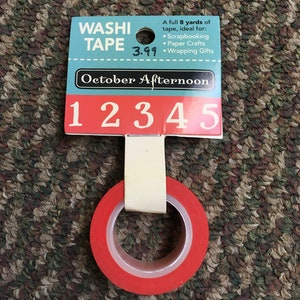 WASHI
TAPE
3.99
A full 8 yards of
tape, ideal for:
• Scrapbooking
• Paper Crafts
• Wrapping Gifts
October Afternoon
1 2 3 4 5